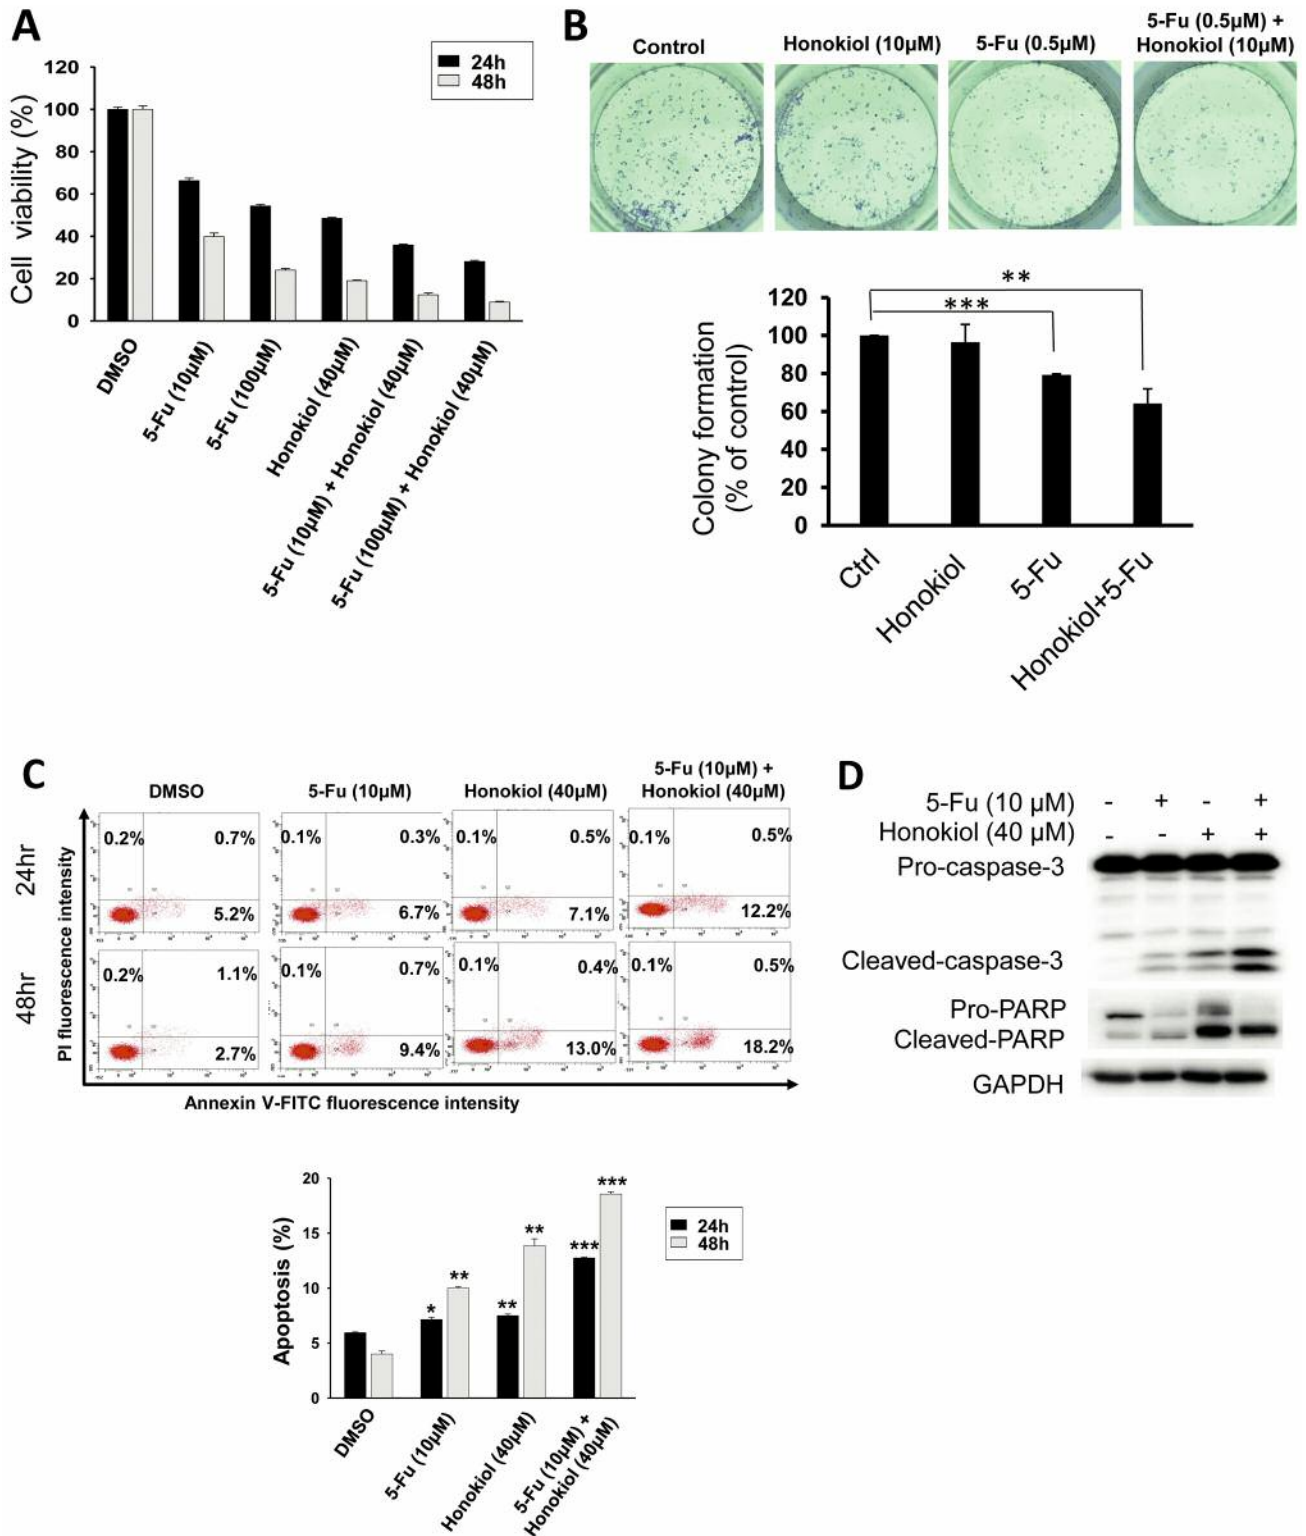 A
24h
48h
120
100
80
60
40
20
0
Cell viability (%)
DMSO
5-Fu (10μM)
5-Fu (100μM)
Honokiol (40μM)
5-Fu (10μM) + Honokiol (40μM)
5-Fu (100μM) + Honokiol (40μM)
B
Control
Honokiol (10μM)
5-Fu (0.5μM)
5-Fu (0.5μM) +
Honokiol (10μM)
**
***
120
100
80
60
40
20
0
Colony formation
(% of control)
Ctrl
Honokiol
5-Fu
Honokiol+5-Fu
C
DMSO
5-Fu (10μM)
Honokiol (40μM)
5-Fu (10μM) +
Honokiol (40μM)
24hr
0.2% 0.7%
5.2%
0.1% 0.3%
6.7%
0.1% 0.5%
7.1%
0.1% 0.5%
12.2%
48hr
0.2% 1.1%
2.7%
0.1% 0.7%
9.4%
0.1% 0.4%
13.0%
0.1% 0.5%
18.2%
PI fluorescence intensity
Annexin V-FITC fluorescence intensity
20
15
10
5
0
Apoptosis (%)
*
**
**
**
***
***
24h
48h
DMSO
5-Fu (10μM)
Honokiol (40μM)
5-Fu (10μM) +
Honokiol (40μM)
D
5-Fu (10 μM) - + - +
Honokiol (40 μM) - - + +
Pro-caspase-3
Cleaved-caspase-3
Pro-PARP
Cleaved-PARP
GAPDH